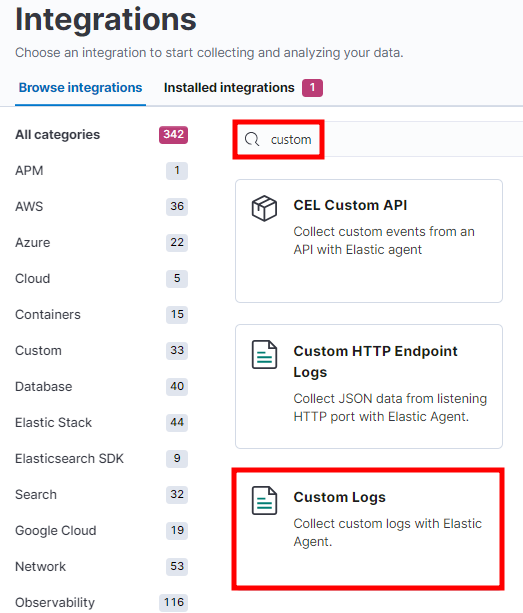 Integrations
Choose an integration to start collecting and analyzing your data.
Browse integrations
Installed integrations 1
All categories 342
APM 1
AWS 36
Azure 22
Cloud 5
Containers 15
Custom 33
Database 40
Elastic Stack 44
Elasticsearch SDK 9
Search 32
Google Cloud 19
Network 53
Observability 116
custom
CEL Custom API
Collect custom events from an
API with Elastic agent
Custom HTTP Endpoint
Logs
Collect JSON data from listening
HTTP port with Elastic Agent.
Custom Logs
Collect custom logs with Elastic
Agent.